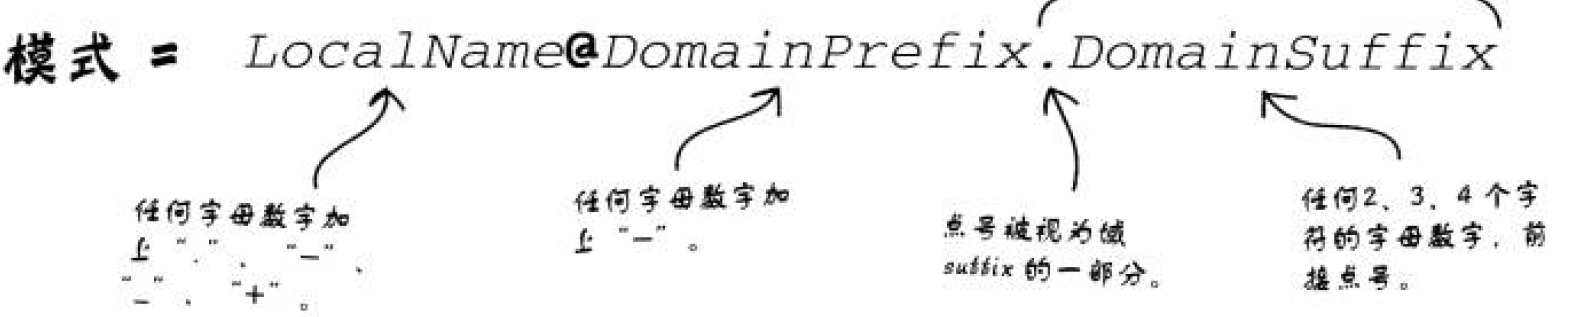 模式 = LocalName@DomainPrefix.DomainSuffix
任何字母数字加
上“.”、“—”、
“_”、“+”。
任何字母数字加
上“—”。
点号被视为域
suffix的一部分。
任何2、3、4个字
符的字母数字，前
接点号。